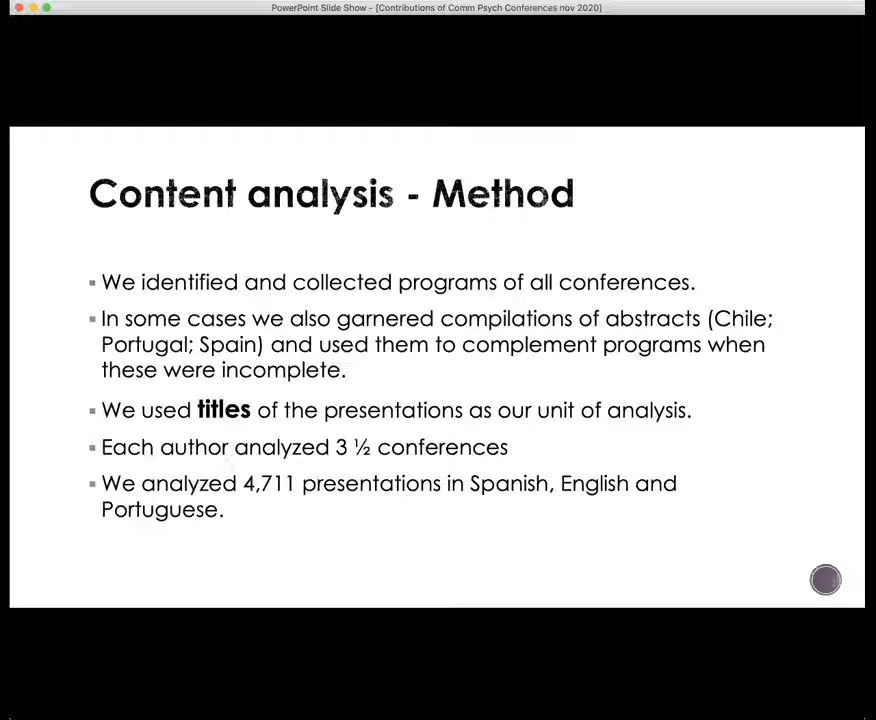 PowerPoint Slide Show - [Contributions of Comm Psych Conferences nov 2020]
Content analysis - Method
▪ We identified and collected programs of all conferences.
▪ In some cases we also garnered compilations of abstracts (Chile;
Portugal; Spain) and used them to complement programs when
these were incomplete.
▪ We used titles of the presentations as our unit of analysis.
▪ Each author analyzed 3 ½ conferences
▪ We analyzed 4,711 presentations in Spanish, English and
Portuguese.